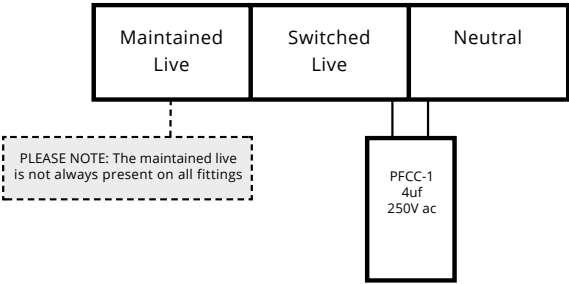 Maintained
Live
Switched
Live
Neutral
PLEASE NOTE: The maintained live
is not always present on all fittings
PFCC-1
4uf
250V ac